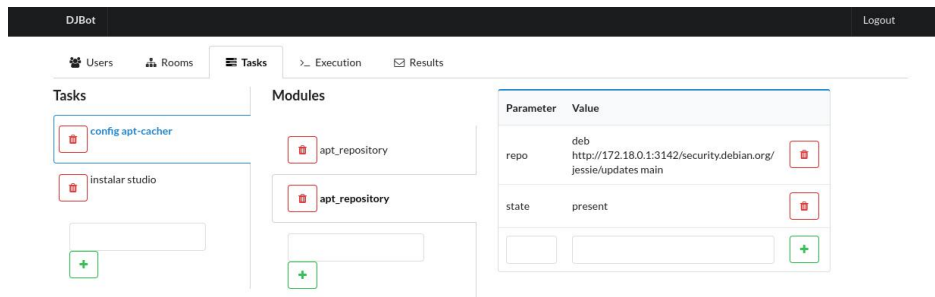 DJBot Logout
Users Rooms Tasks >_ Execution Results
Tasks
config apt-cacher
instalar studio
Modules
apt_repository
apt_repository
Parameter Value
repo
deb
http://172.18.0.1:3142/security.debian.org/
jessie/updates main
state present